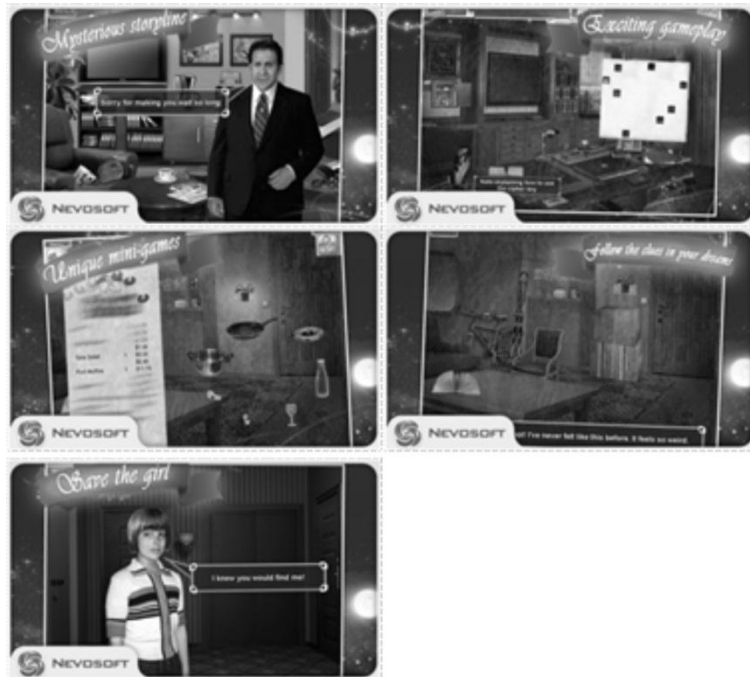 Mysterious storyline
Sorry for making you wait so long
NEVOSOFT
Exciting gameplay
NEVOSOFT
Unique mini-games
NEVOSOFT
Follow the clues in your dreams
I've never felt like this before. It feels so weird.
NEVOSOFT
Save the girl
I knew you would find me!
NEVOSOFT